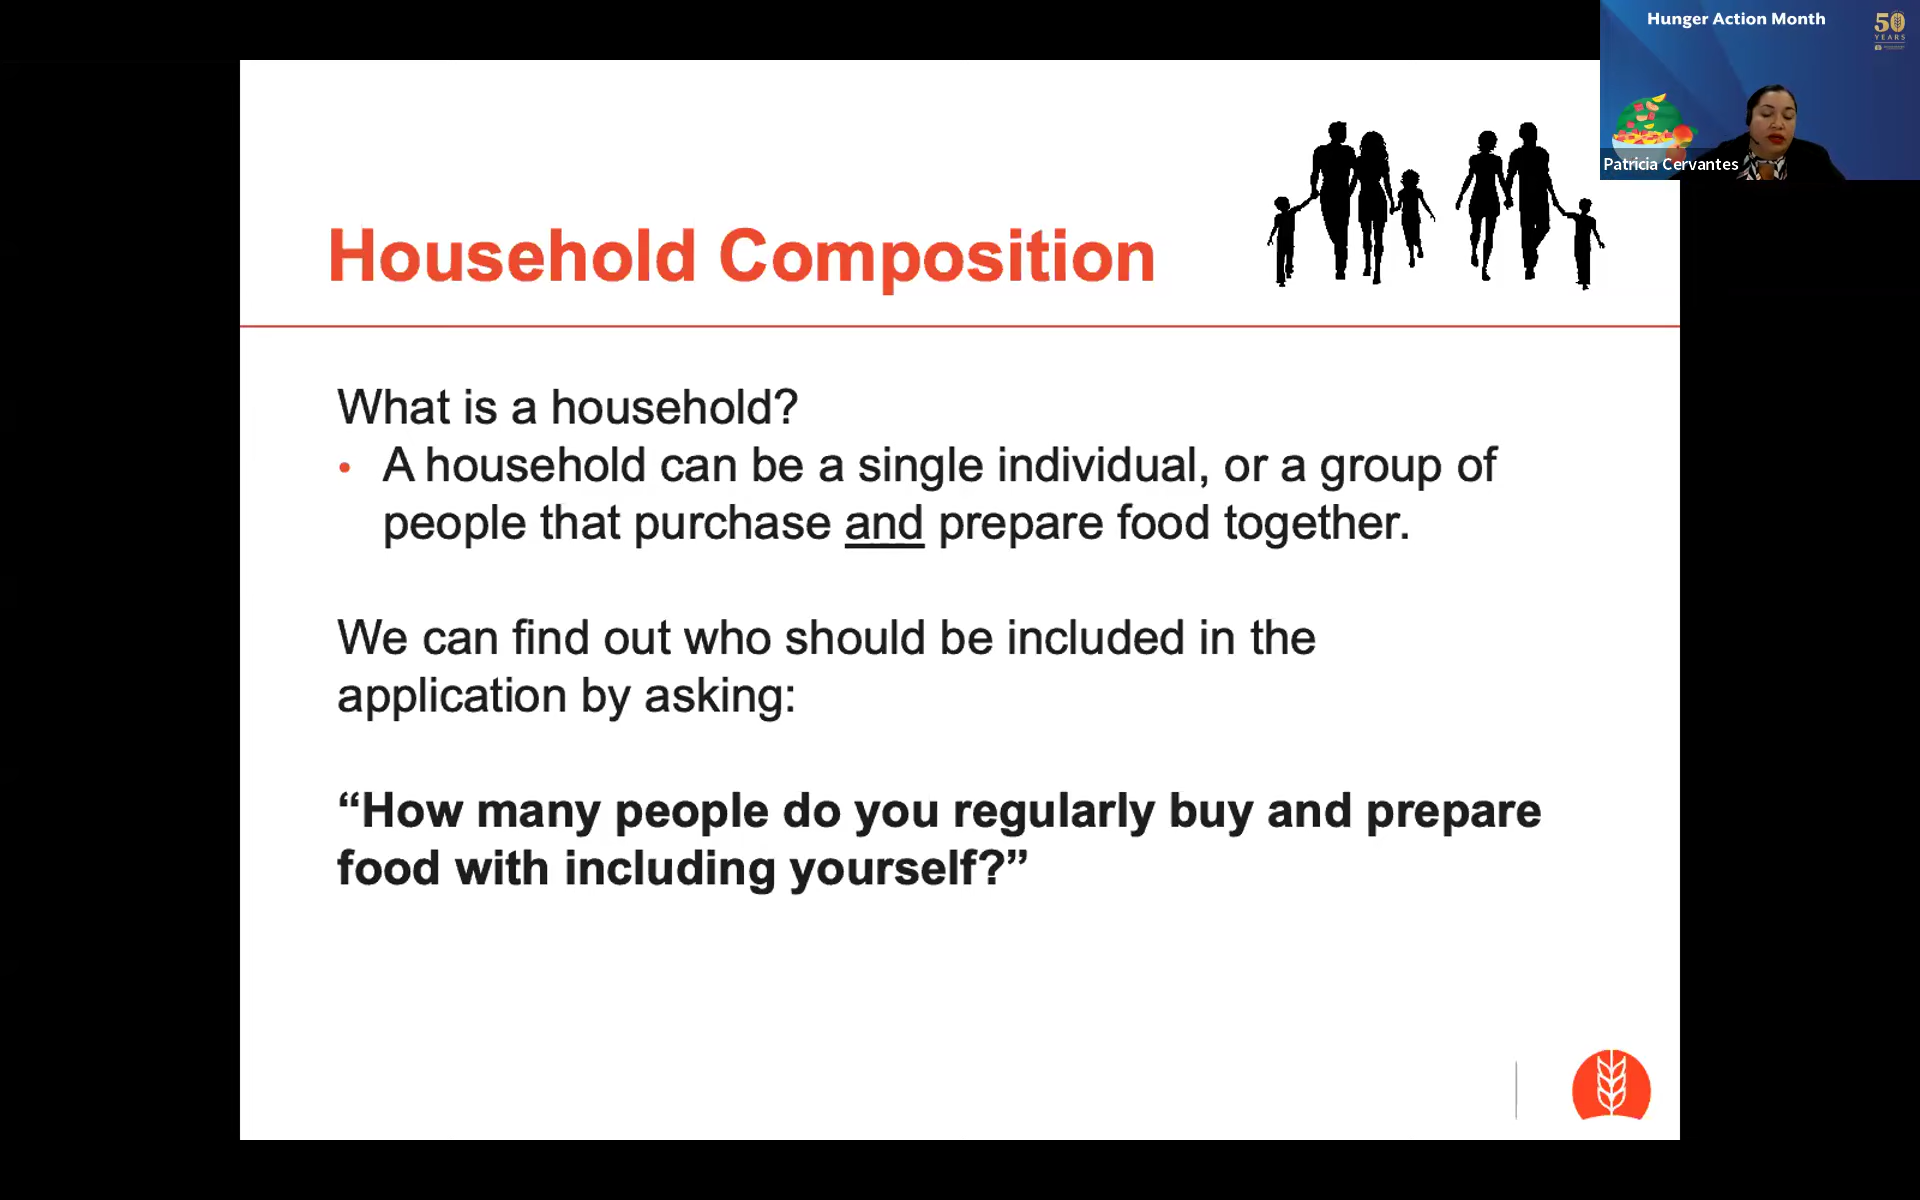 Hunger Action Month
50
YEARS
Patricia Cervantes
Household Composition
What is a household?
• A household can be a single individual, or a group of
people that purchase and prepare food together.
We can find out who should be included in the
application by asking:
“How many people do you regularly buy and prepare
food with including yourself?”